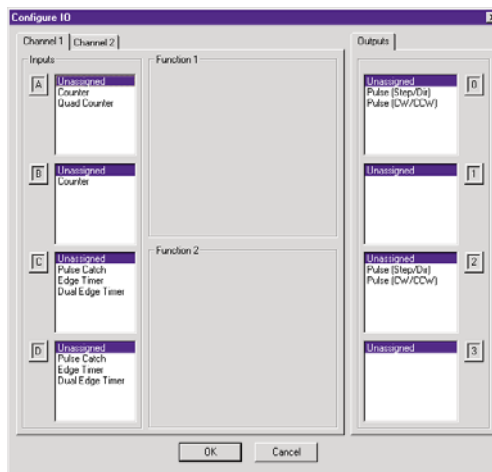 Configure IO
Channel 1 Channel 2
Inputs
A
Unassigned
Counter
Quad Counter
B
Unassigned
Counter
C
Unassigned
Pulse Catch
Edge Timer
Dual Edge Timer
D
Unassigned
Pulse Catch
Edge Timer
Dual Edge Timer
Function 1
Function 2
Outputs
Unassigned
Pulse (Step/Dir)
Pulse (CW/CCW)
0
Unassigned
1
Unassigned
Pulse (Step/Dir)
Pulse (CW/CCW)
2
Unassigned
3
OK Cancel